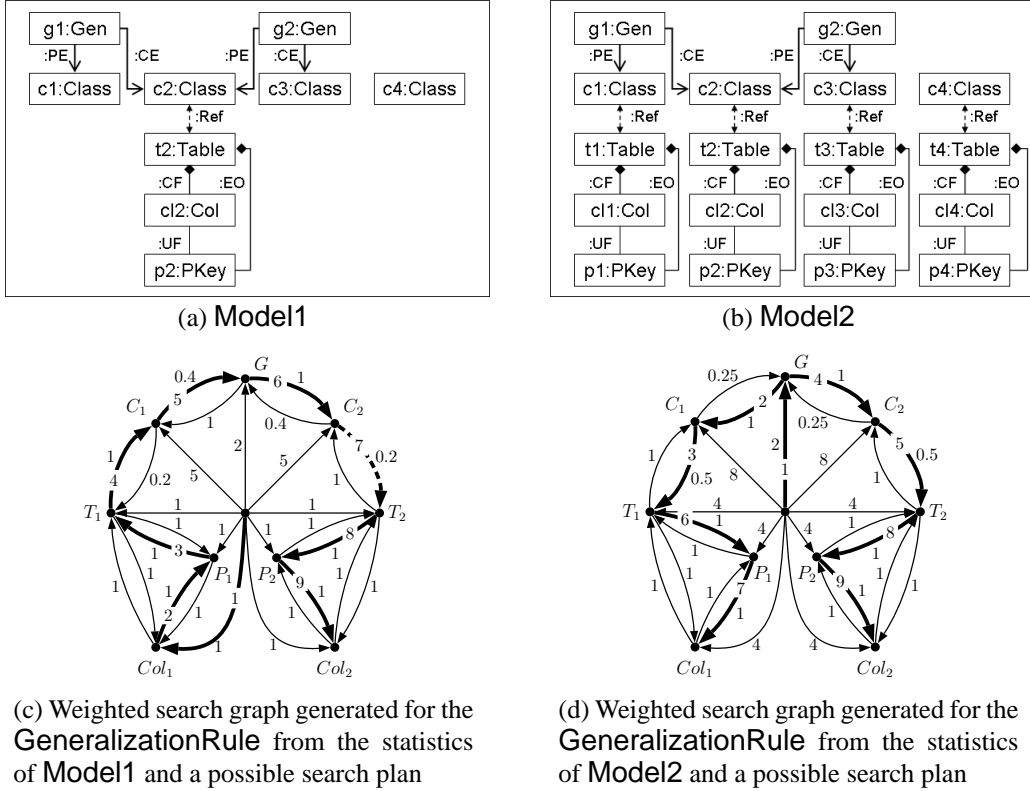 g1:Gen g2:Gen
:PE :CE :PE :CE
c1:Class c2:Class c3:Class c4:Class
:Ref
t2:Table
:CF :EO
cl2:Col
:UF
p2:PKey
(a) Model1
g1:Gen g2:Gen
:PE :CE :PE :CE
c1:Class c2:Class c3:Class c4:Class
:Ref :Ref :Ref :Ref
t1:Table t2:Table t3:Table t4:Table
:CF :EO :CF :EO :CF :EO :CF :EO
cl1:Col cl2:Col cl3:Col cl4:Col
:UF :UF :UF :UF
p1:PKey p2:PKey p3:PKey p4:PKey
(b) Model2
G
0.4 6 1
C1 5 C2
1 0.4 7
1 2 0.2
4 0.2 5 5 1
T1 1 1 T2
1 1
3 1 1 8
1 1
1 1 P1 P2 9 1 1
2 1 1 1 1
1 1
Col1 Col2
(c) Weighted search graph generated for the
GeneralizationRule from the statistics
of Model1 and a possible search plan
G
0.25 4 1
C1 2 C2
1 0.25 5
3 2 0.5
1 0.5 8 8 1
1
T1 4 4 T2
6 1
1 4 4 1 8
1 1 P1 P2 9 1 1
1 7 1 1
1 1
4 4
Col1 Col2
(d) Weighted search graph generated for the
GeneralizationRule from the statistics
of Model2 and a possible search plan